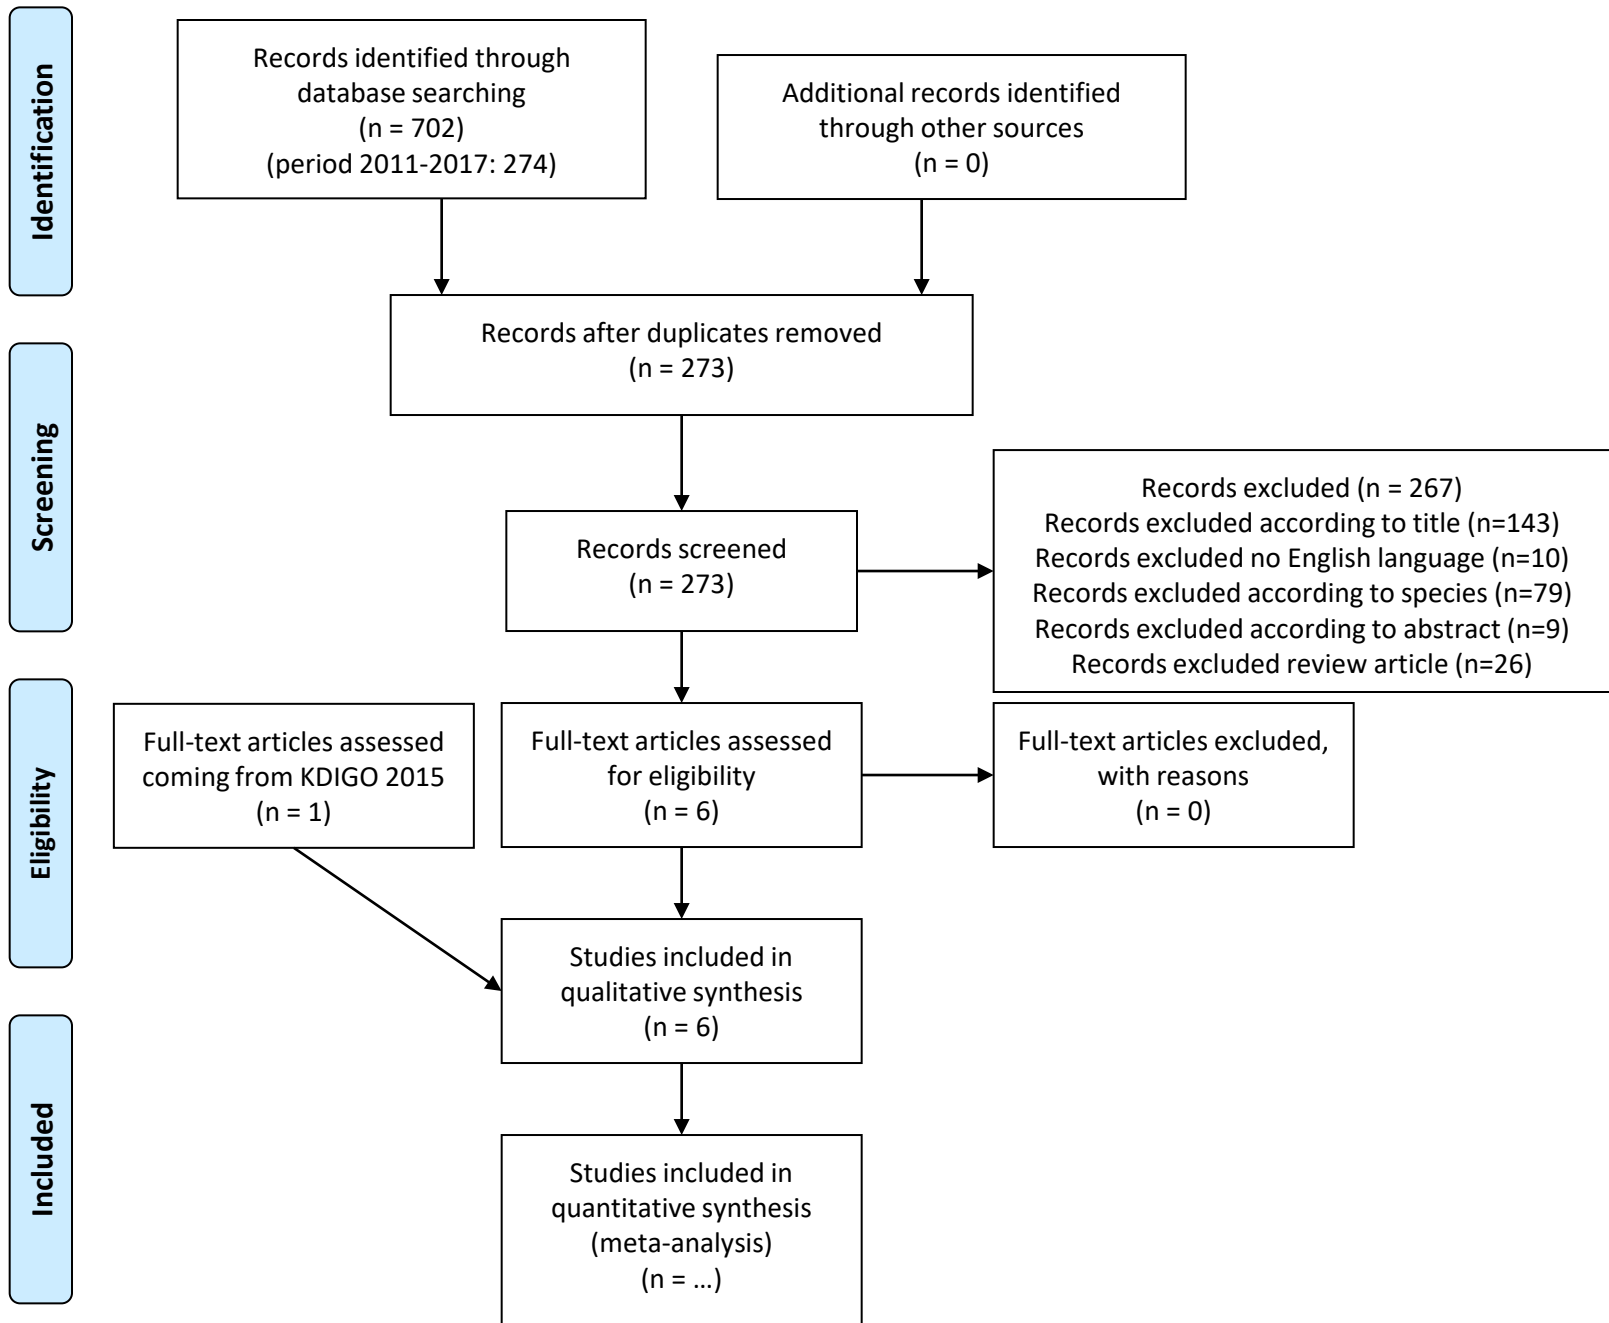 Identification
Records identified through
database searching
(n = 702)
(period 2011-2017: 274)
Additional records identified
through other sources
(n = 0)
Records after duplicates removed
(n = 273)
Screening
Records screened
(n = 273)
Records excluded (n = 267)
Records excluded according to title (n=143)
Records excluded no English language (n=10)
Records excluded according to species (n=79)
Records excluded according to abstract (n=9)
Records excluded review article (n=26)
Eligibility
Full-text articles assessed
coming from KDIGO 2015
(n = 1)
Full-text articles assessed
for eligibility
(n = 6)
Full-text articles excluded,
with reasons
(n = 0)
Studies included in
qualitative synthesis
(n = 6)
Included
Studies included in
quantitative synthesis
(meta-analysis)
(n = ...)